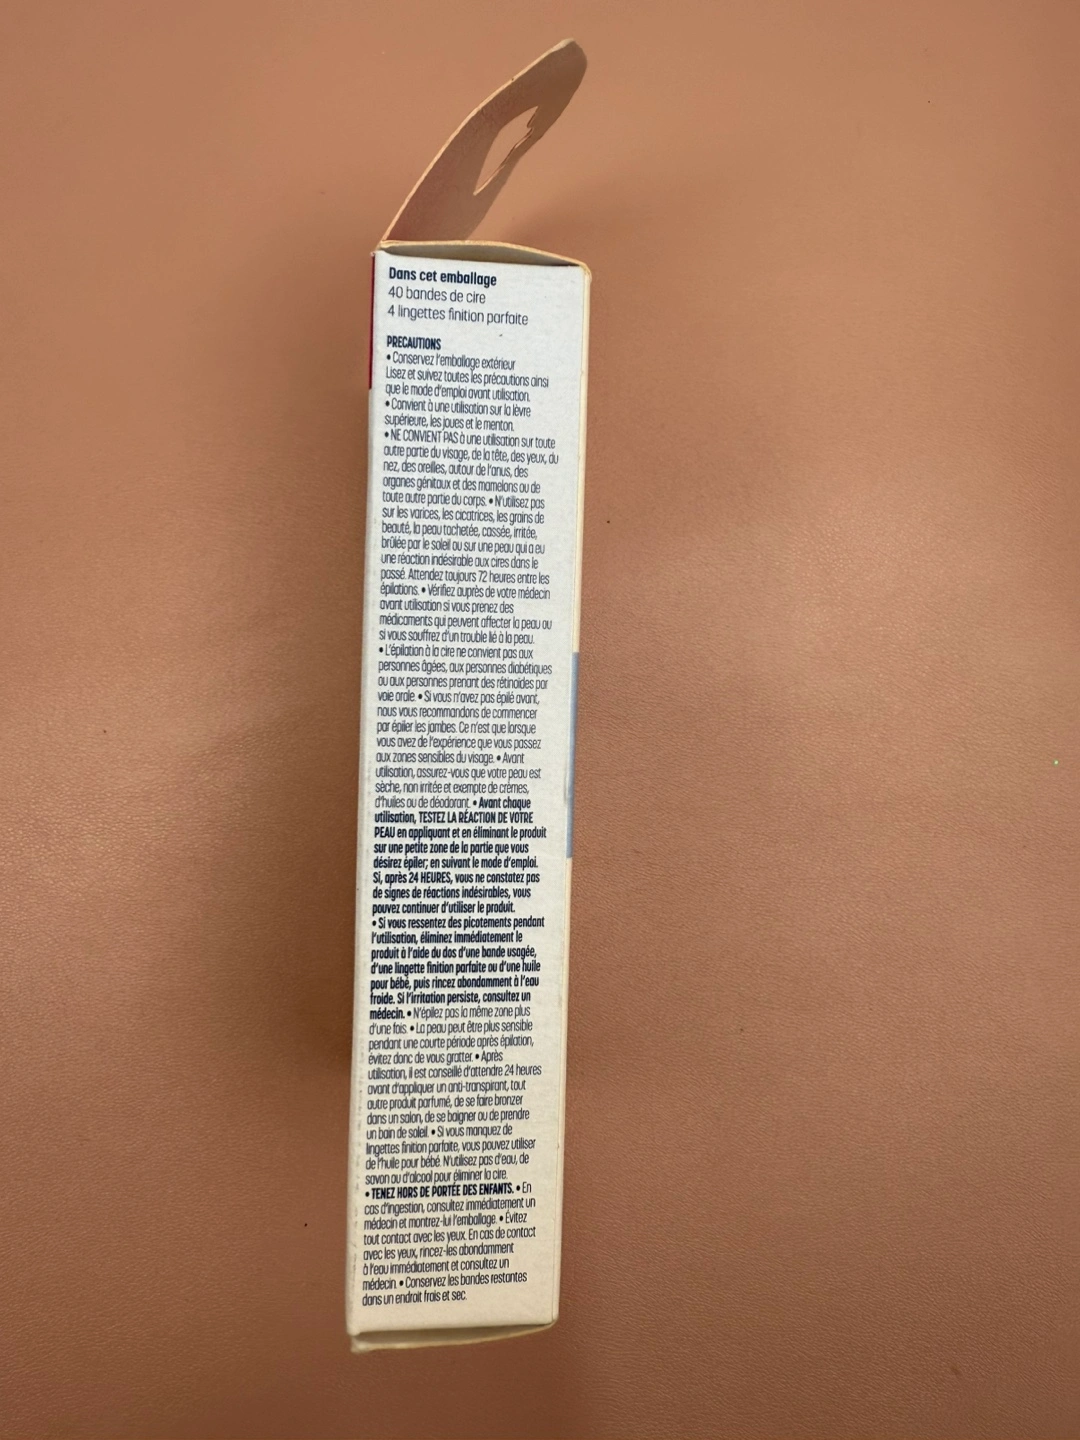 Dans cet emballage
40 bandes de cire
4 lingettes finition parfaite
PRECAUTIONS
• Conservez l'emballage extérieur
Lisez et suivez toutes les précautions ainsi
que le mode d'emploi avant utilisation.
• Convient à une utilisation sur la lèvre
supérieure, les joues et le menton.
• NE CONVIENT PAS à une utilisation sur toute
autre partie du visage, de la tête, des yeux, du
nez, des oreilles, autour de l'anus, des
organes génitaux et des mamelons ou de
toute autre partie du corps. • N'utilisez pas
sur les varices, les cicatrices, les grains de
beauté, la peau tachetée, cassée, irritée,
brûlée par le soleil ou sur une peau qui a eu
une réaction indésirable aux cires dans le
passé. Attendez toujours 72 heures entre les
épilations. • Vérifiez auprès de votre médecin
avant utilisation si vous prenez des
médicaments qui peuvent affecter la peau ou
si vous souffrez d'un trouble lié à la peau.
• L'épilation à la cire ne convient pas aux
personnes âgées, aux personnes diabétiques
ou aux personnes prenant des rétinoïdes par
voie orale. • Si vous n'avez pas épilé avant,
nous vous recommandons de commencer
par épiler les jambes. Ce n'est que lorsque
vous avez de l'expérience que vous passez
aux zones sensibles du visage. • Avant
utilisation, assurez-vous que votre peau est
sèche, non irritée et exempte de crèmes,
d'huiles ou de déodorant. • Avant chaque
utilisation, TESTEZ LA RÉACTION DE VOTRE
PEAU en appliquant et en éliminant le produit
sur une petite zone de la partie que vous
désirez épiler; en suivant le mode d'emploi.
Si, après 24 HEURES, vous ne constatez pas
de signes de réactions indésirables, vous
pouvez continuer d'utiliser le produit.
• Si vous ressentez des picotements pendant
l'utilisation, éliminez immédiatement le
produit à l'aide du dos d'une bande usagée,
d'une lingette finition parfaite ou d'une huile
pour bébé, puis rincez abondamment à l'eau
froide. Si l'irritation persiste, consultez un
médecin. • N'épilez pas la même zone plus
d'une fois. • La peau peut être plus sensible
pendant une courte période après épilation,
évitez donc de vous gratter. • Après
utilisation, il est conseillé d'attendre 24 heures
avant d'appliquer un anti-transpirant, tout
autre produit parfumé, de se faire bronzer
dans un salon, de se baigner ou de prendre
un bain de soleil. • Si vous manquez de
lingettes finition parfaite, vous pouvez utiliser
de l'huile pour bébé. N'utilisez pas d'eau, de
savon ou d'alcool pour éliminer la cire.
• TENEZ HORS DE PORTÉE DES ENFANTS. • En
cas d'ingestion, consultez immédiatement un
médecin et montrez-lui l'emballage. • Évitez
tout contact avec les yeux. En cas de contact
avec les yeux, rincez-les abondamment
à l'eau immédiatement et consultez un
médecin. • Conservez les bandes restantes
dans un endroit frais et sec.